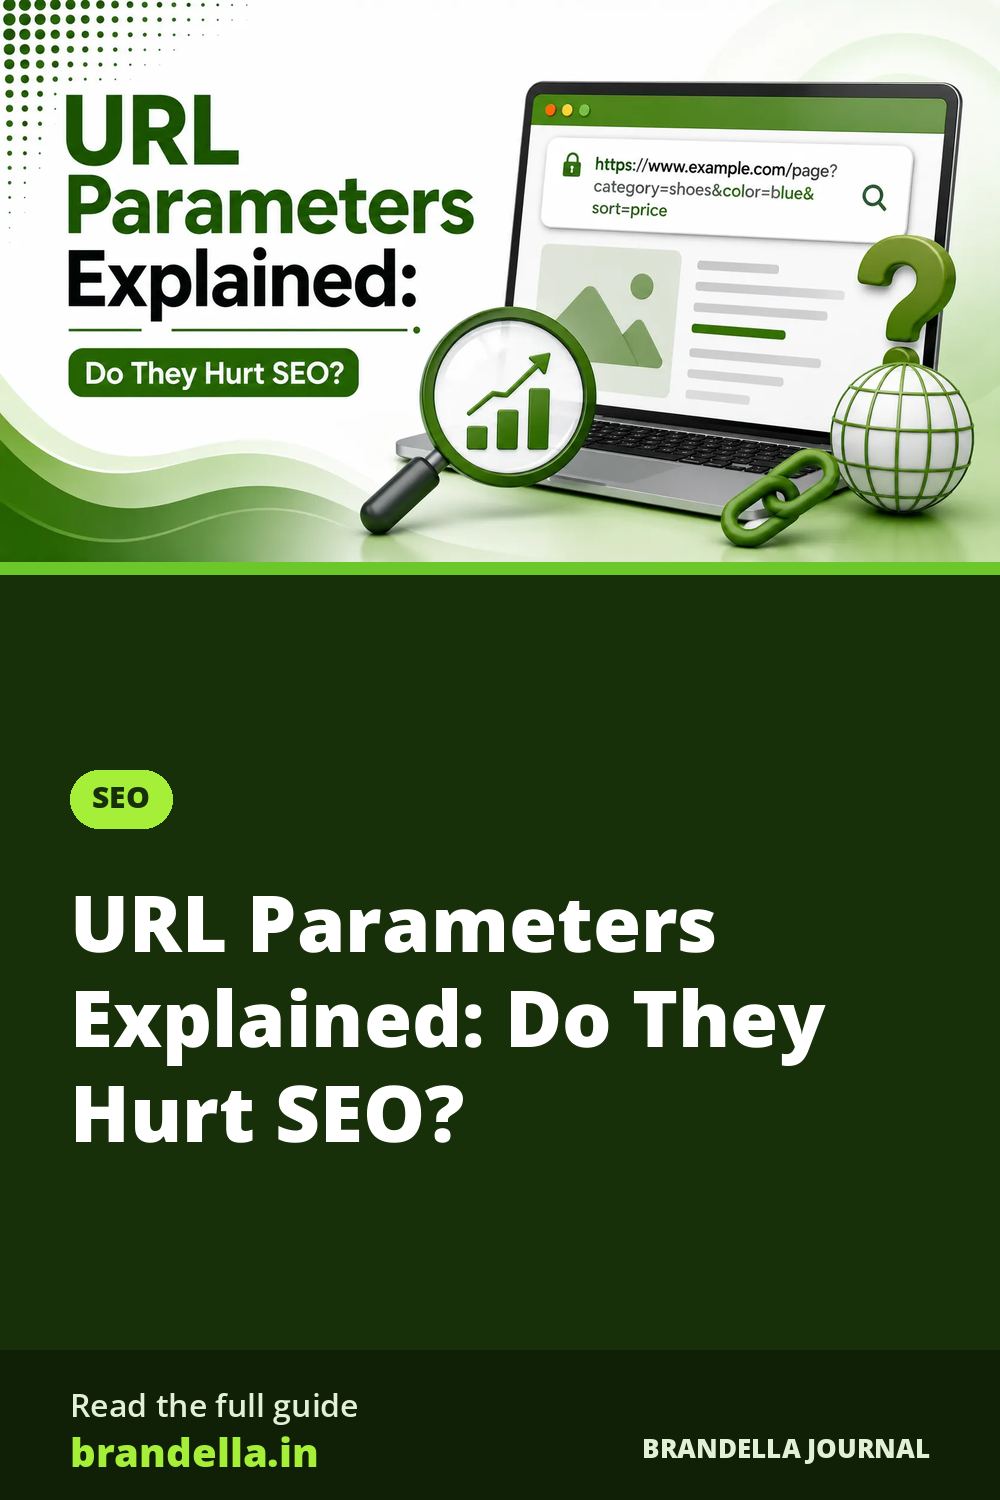 URL
Parameters
Explained:
Do They Hurt SEO?
https://www.example.com/page?
category=shoes&color=blue&
sort=price
SEO
URL Parameters
Explained: Do They
Hurt SEO?
Read the full guide
brandella.in
BRANDELLA JOURNAL